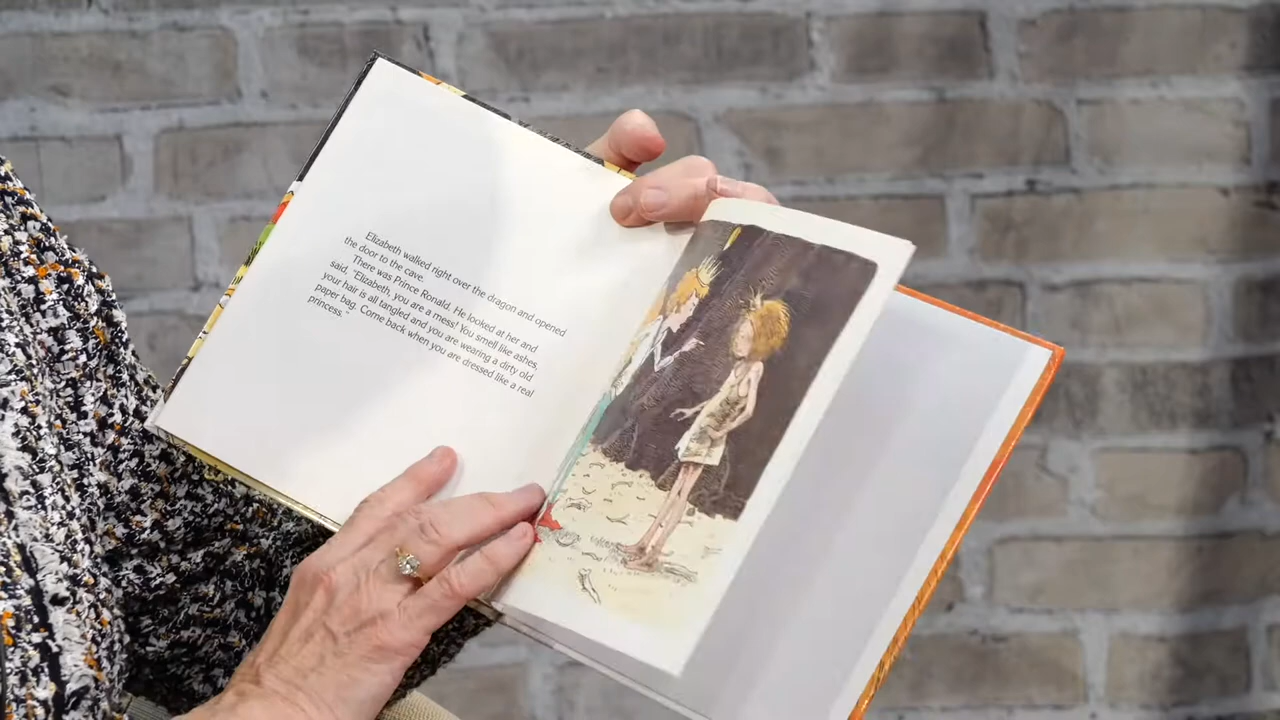 Elizabeth walked right over the dragon and opened
the door to the cave.
There was Prince Ronald. He looked at her and
said, "Elizabeth, you are a mess! You smell like ashes,
your hair is all tangled and you are wearing a dirty old
paper bag. Come back when you are dressed like a real
princess."